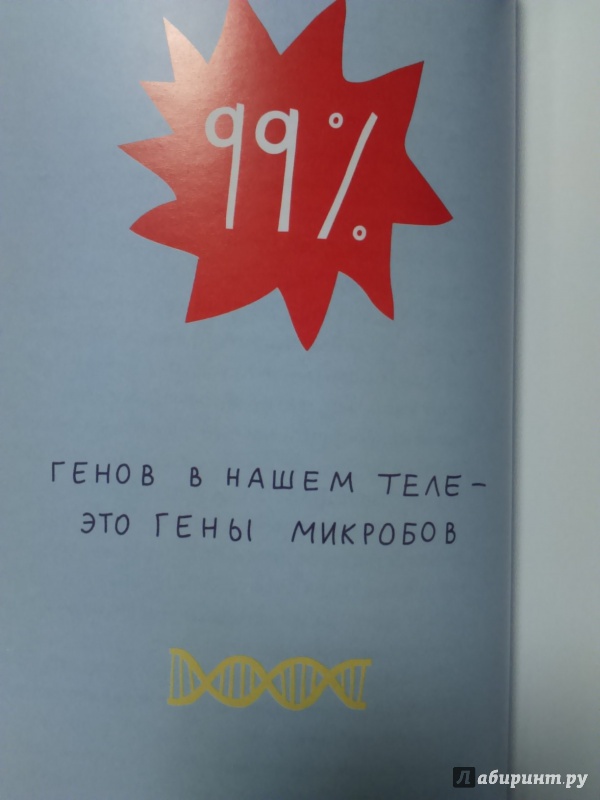 99%
ГЕНОВ В НАШЕМ ТЕЛЕ –
ЭТО ГЕНЫ МИКРОБОВ
Лабиринт.ру